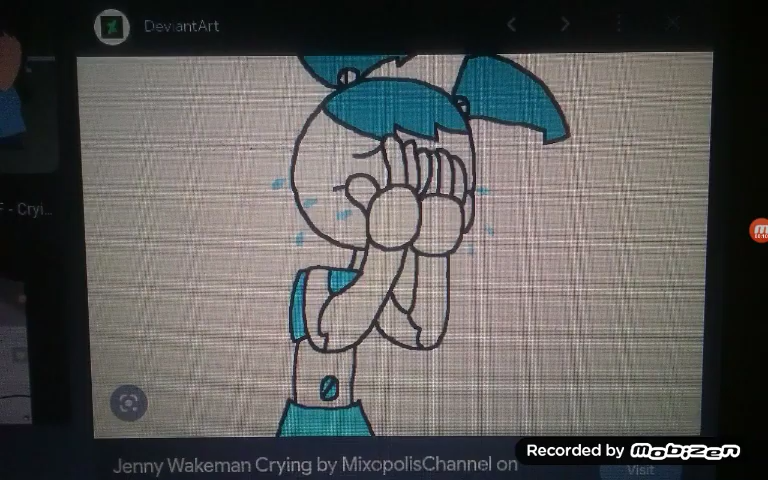 DeviantArt
F - Cryi...
Jenny Wakeman Crying by MixopolisChannel on
Visit
Recorded by Mobizen